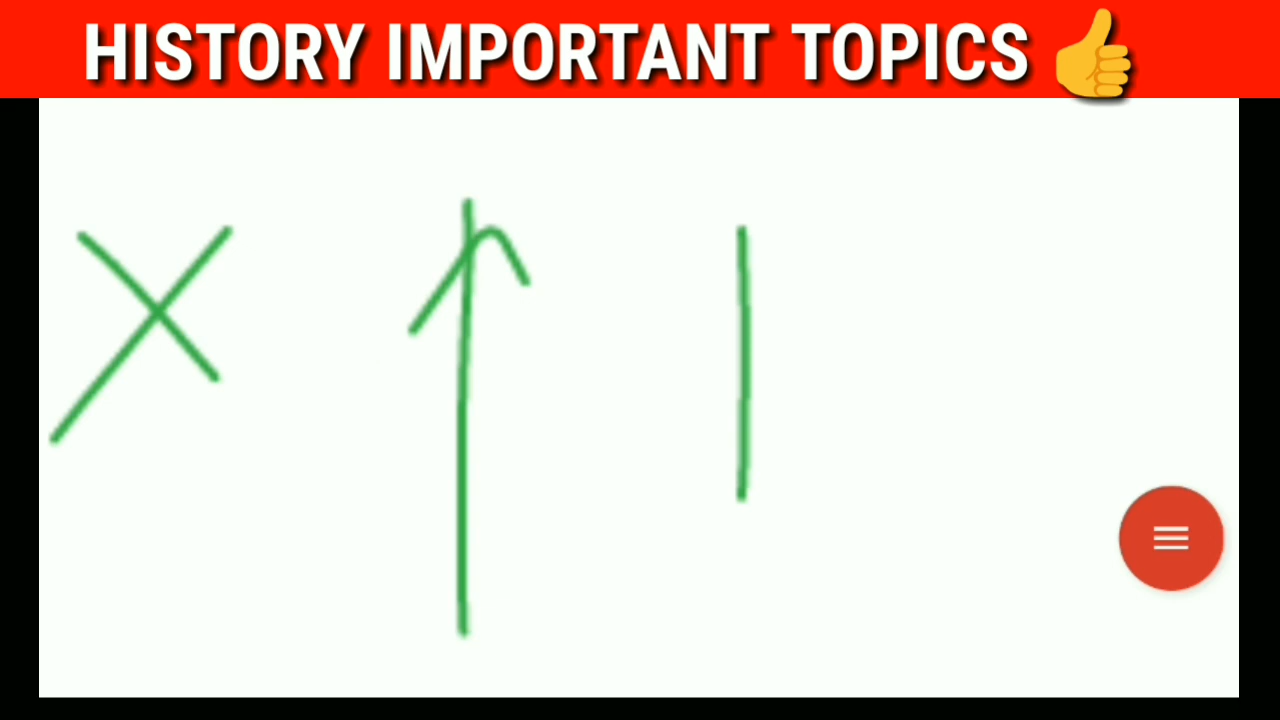 HISTORY IMPORTANT TOPICS 👍
X ↑ |